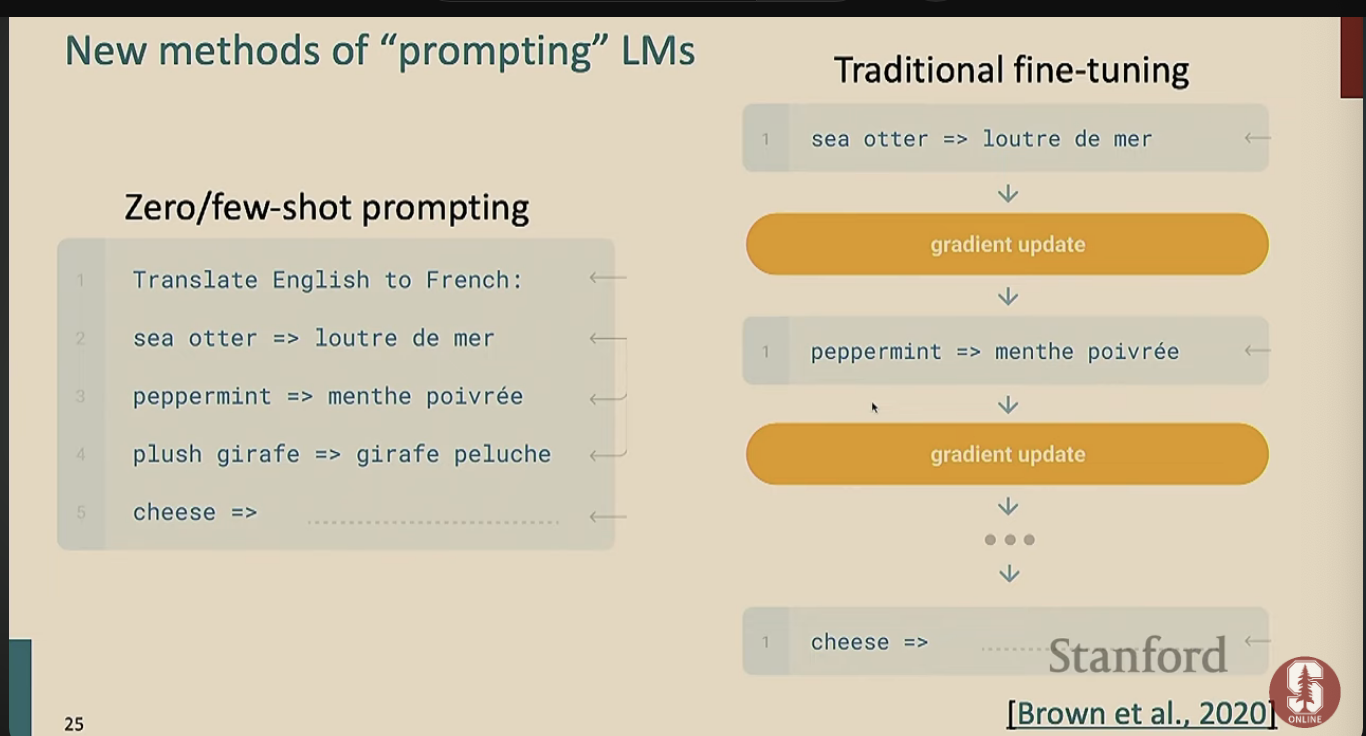 New methods of “prompting” LMs
Zero/few-shot prompting
1 Translate English to French:
2 sea otter => loutre de mer
3 peppermint => menthe poivrée
4 plush girafe => girafe peluche
5 cheese =>
Traditional fine-tuning
1 sea otter => loutre de mer
gradient update
1 peppermint => menthe poivrée
gradient update
1 cheese =>
Stanford
S
ONLINE
[Brown et al., 2020]
25